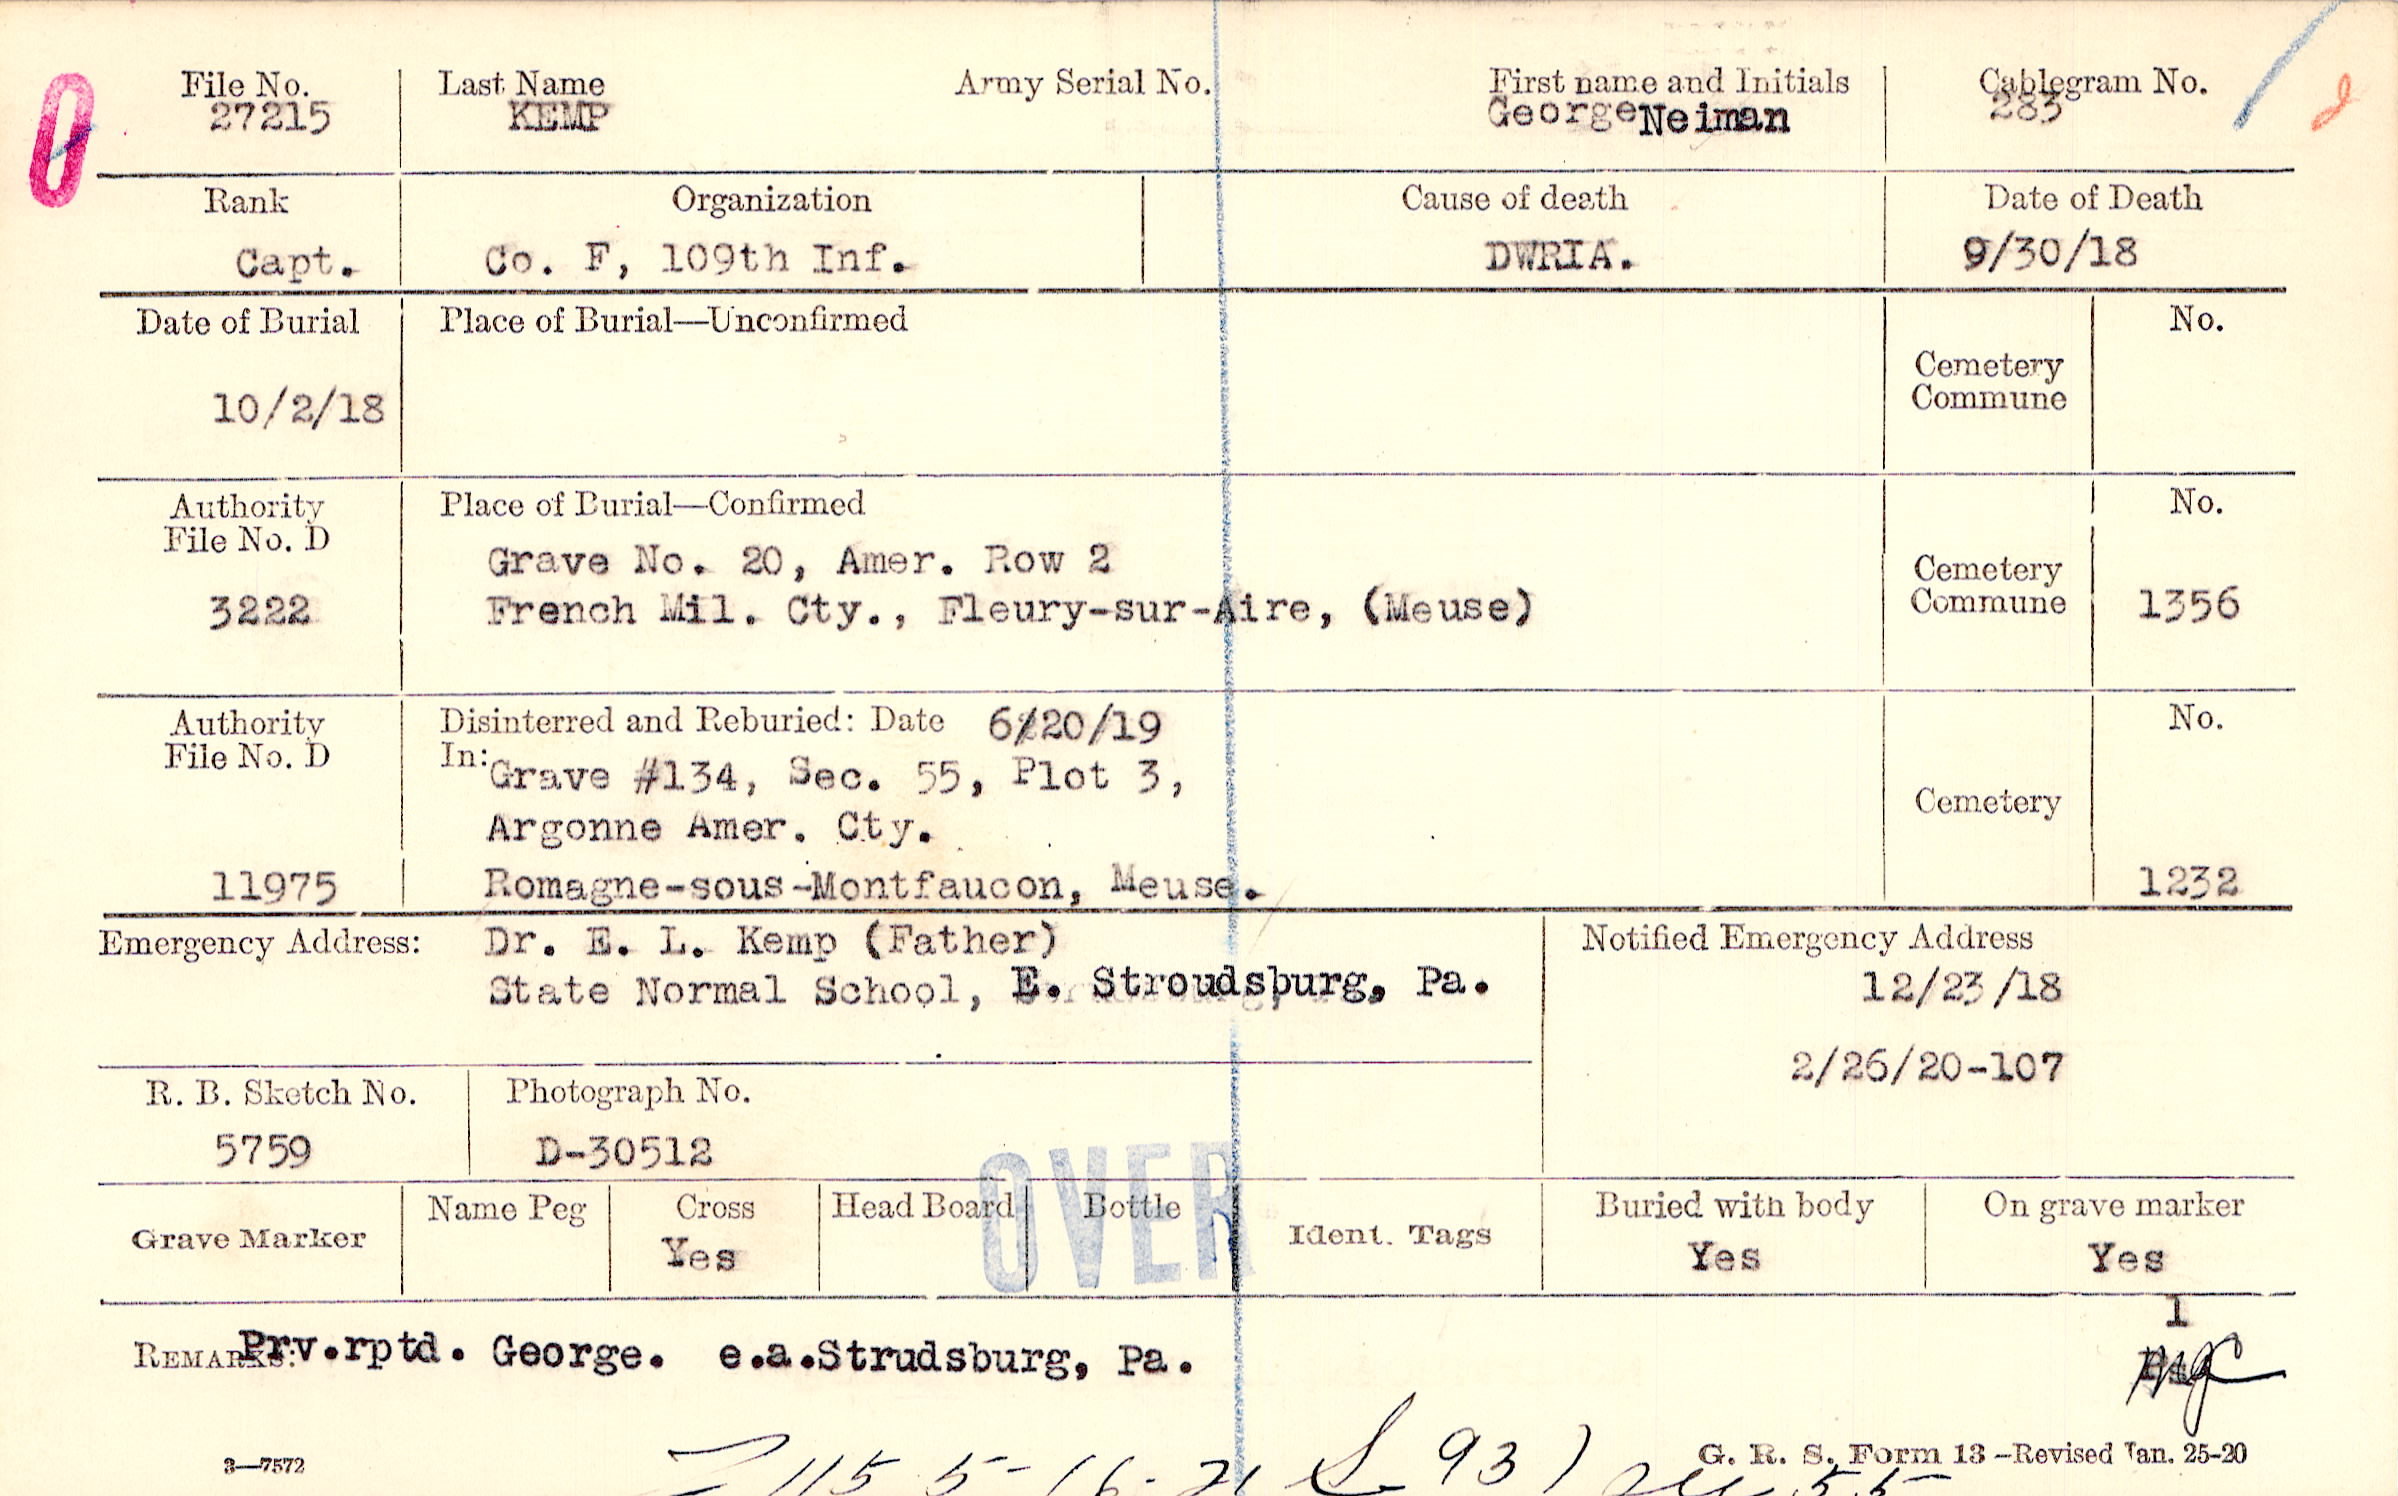 File No. Last Name Army Serial No. First name and Initials Cablegram No.
27215 KEMP George Neiman 283
Rank Organization Cause of death Date of Death
Capt. Co. F, 109th Inf. DWRIA. 9/30/18
Date of Burial Place of Burial—Unconfirmed No.
Cemetery
Commune
10/2/18
Authority Place of Burial—Confirmed No.
File No. D
Grave No. 20, Amer. Row 2 Cemetery
3222 French Mil. Cty., Fleury-sur-Aire, (Meuse) Commune 1356
Authority Disinterred and Reburied: Date 6/20/19 No.
File No. D In:
Grave #134, Sec. 55, Plot 3,
Argonne Amer. Cty. Cemetery
11975 Romagne-sous-Montfaucon, Meuse. 1232
Emergency Address: Dr. E. L. Kemp (Father) Notified Emergency Address
State Normal School, E. Stroudsburg, Pa. 12/23/18
2/26/20-107
R. B. Sketch No. Photograph No.
5759 D-30512
OVER
Grave Marker Name Peg Cross Head Board Bottle Ident. Tags Buried with body On grave marker
Yes Yes Yes
1
REMARKS: Prv.rptd. George. e.a.Strudsburg, Pa.
3—7572 G. R. S. Form 13—Revised Jan. 25-20